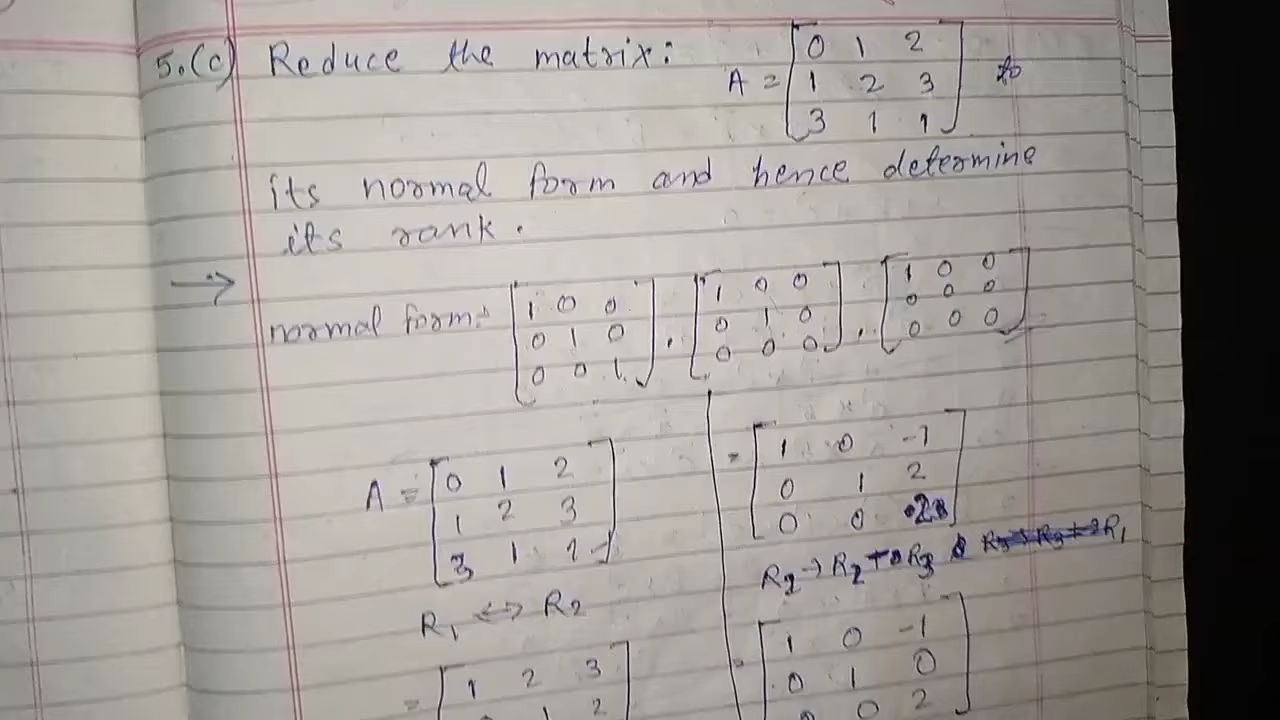 5.(c) Reduce the matrix: A = [0 1 2
1 2 3
3 1 1] to
its normal form and hence determine
its rank.
→
normal form: [1 0 0
0 1 0
0 0 1], [1 0 0
0 1 0
0 0 0], [1 0 0
0 0 0
0 0 0]
A = [0 1 2
1 2 3
3 1 1]
R₁ ↔ R₂
= [1 2 3
1 2
= [1 0 -1
0 1 2
0 0 2]
R₂ → R₂ R₃
= [1 0 -1
0 1 0
0 0 2